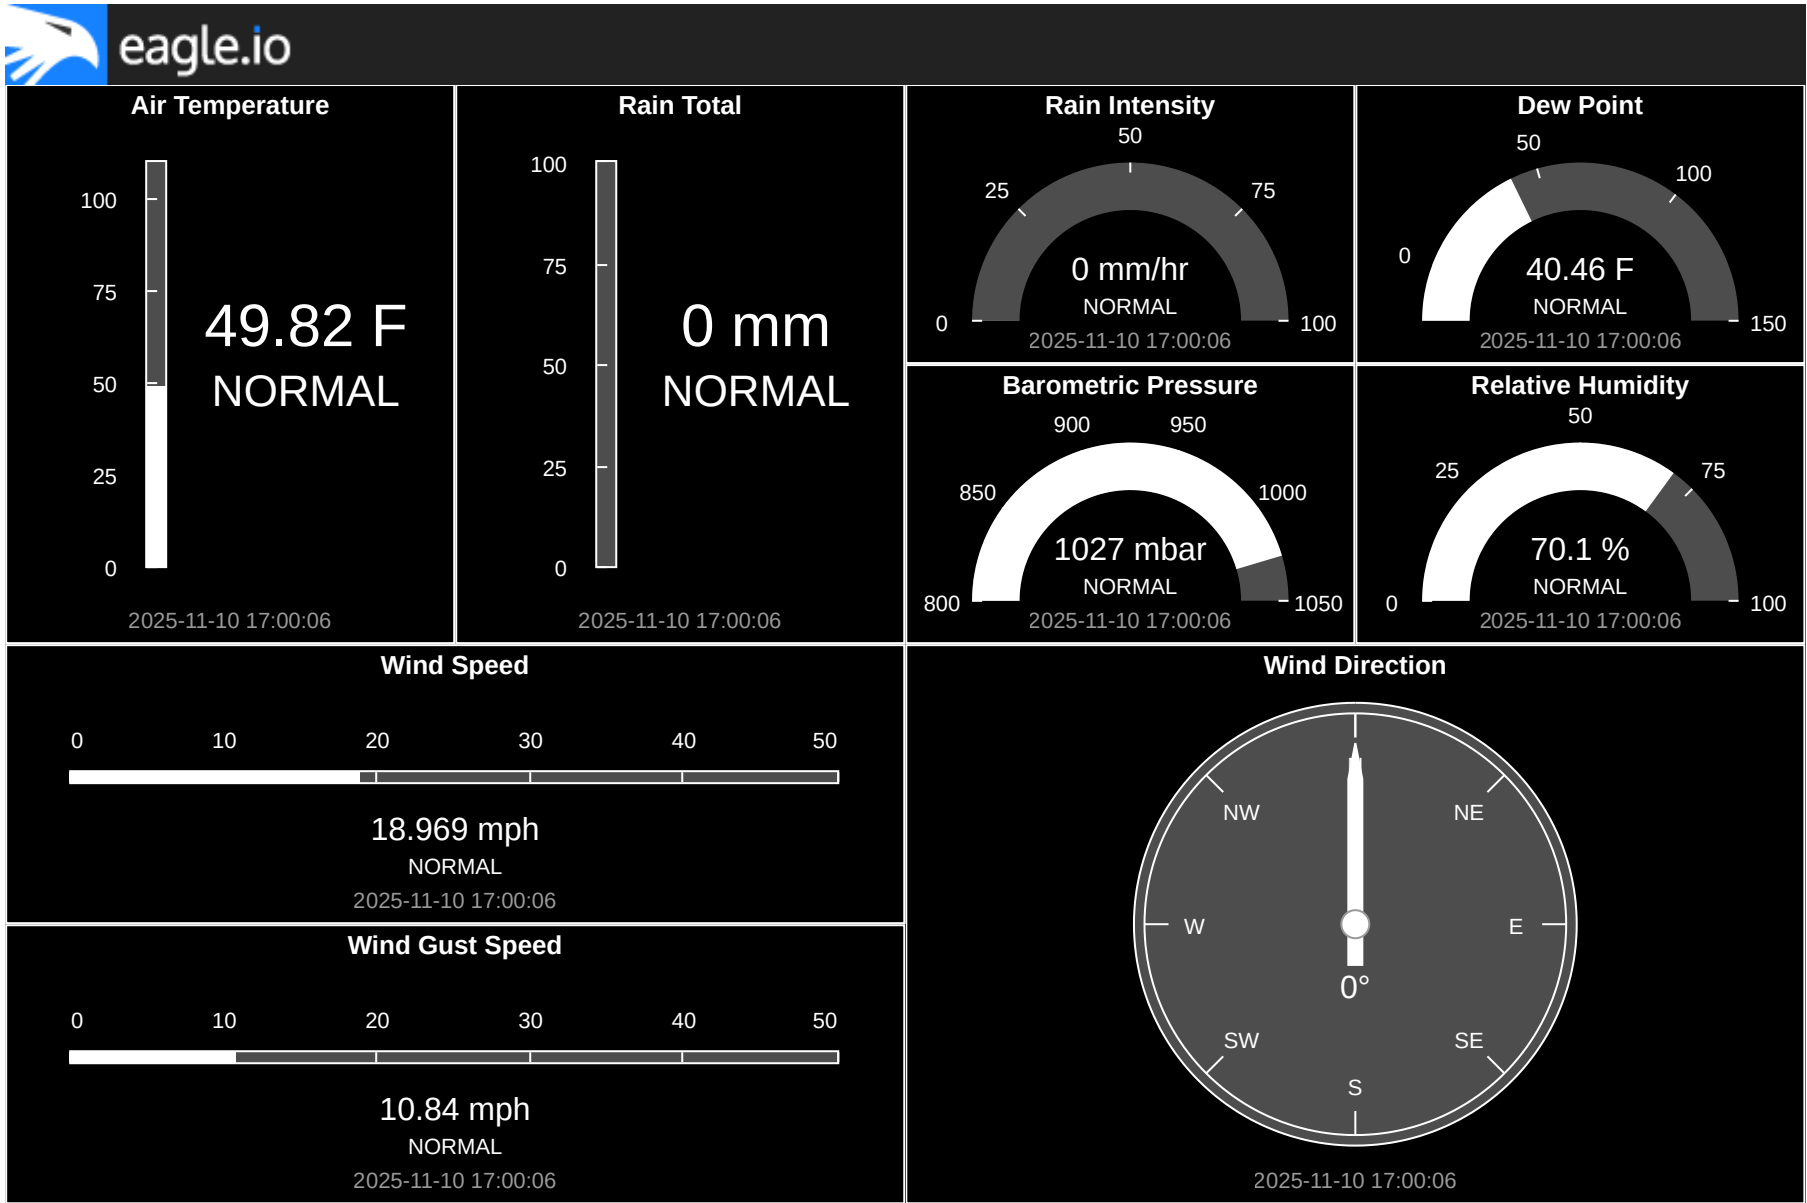 eagle.io
Air Temperature
100
75
50
25
0
49.82 F
NORMAL
2025-11-10 17:00:06
Rain Total
100
75
50
25
0
0 mm
NORMAL
2025-11-10 17:00:06
Rain Intensity
50
25
75
0
100
0 mm/hr
NORMAL
2025-11-10 17:00:06
Dew Point
50
100
0
150
40.46 F
NORMAL
2025-11-10 17:00:06
Barometric Pressure
900
950
850
1000
800
1050
1027 mbar
NORMAL
2025-11-10 17:00:06
Relative Humidity
50
25
75
0
100
70.1 %
NORMAL
2025-11-10 17:00:06
Wind Speed
0 10 20 30 40 50
18.969 mph
NORMAL
2025-11-10 17:00:06
Wind Gust Speed
0 10 20 30 40 50
10.84 mph
NORMAL
2025-11-10 17:00:06
Wind Direction
NW NE
W E
0°
SW SE
S
2025-11-10 17:00:06